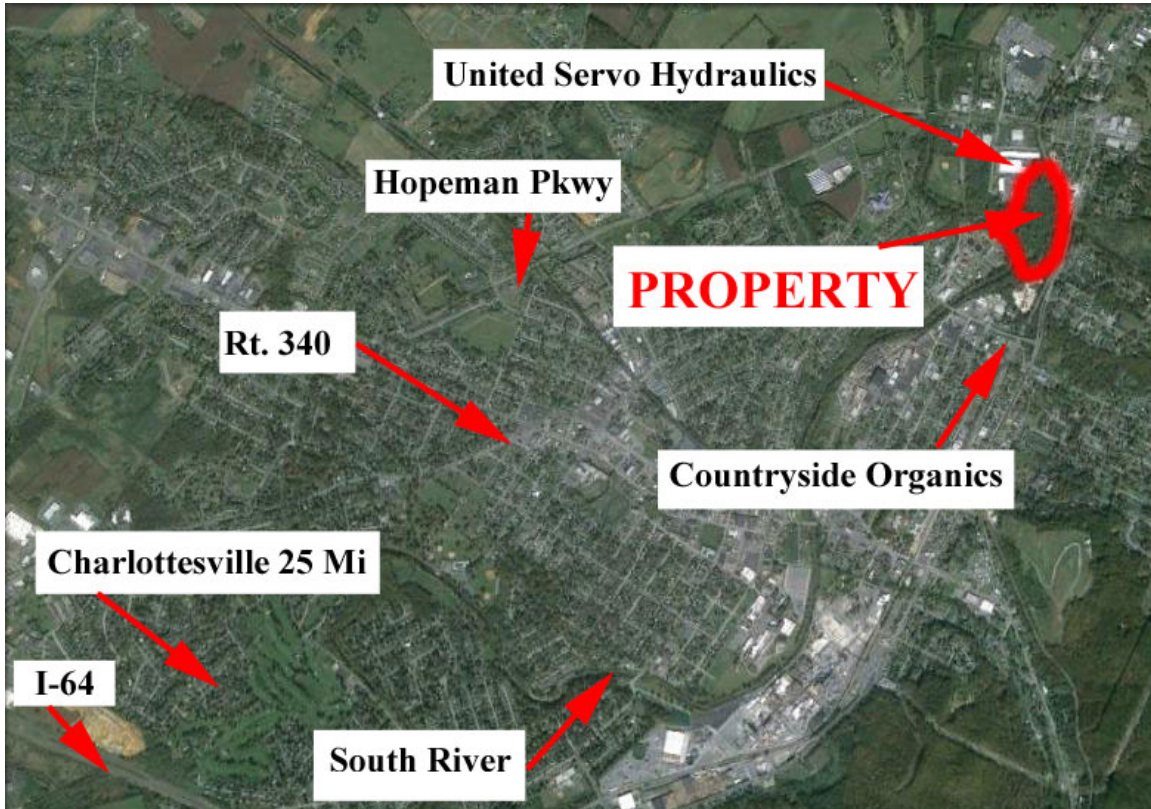 United Servo Hydraulics
Hopeman Pkwy
PROPERTY
Rt. 340
Countryside Organics
Charlottesville 25 Mi
I-64
South River